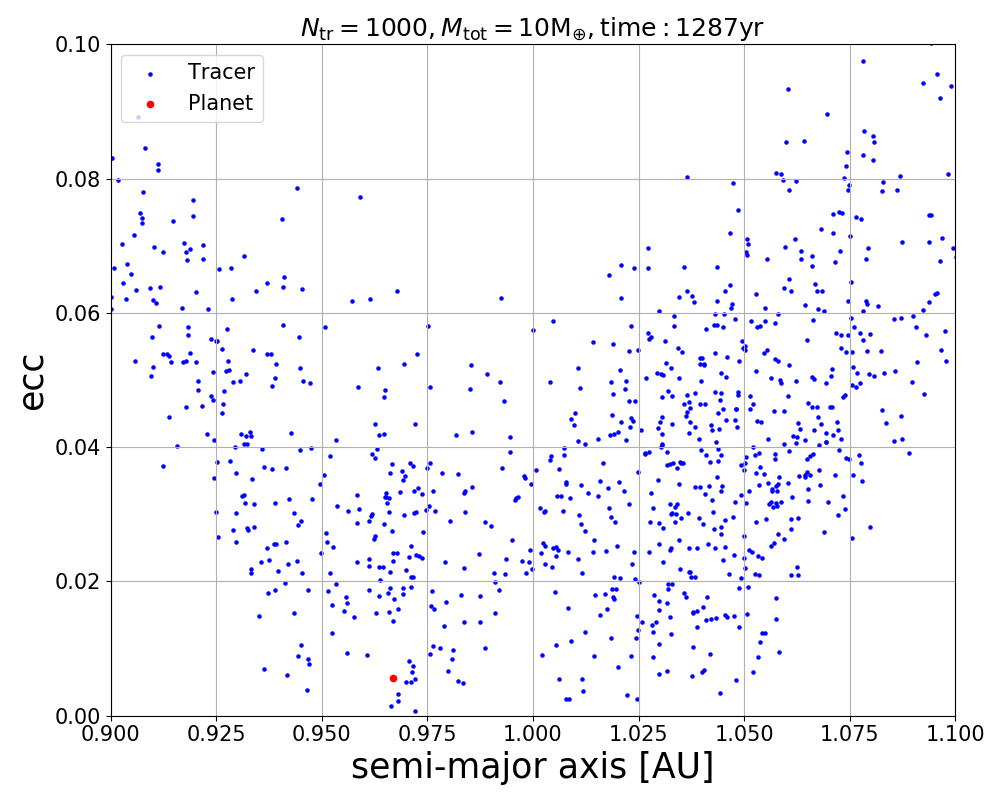 N_tr = 1000, M_tot = 10M_⊕, time : 1287yr
0.10
Tracer
Planet
0.08
0.06
0.04
0.02
0.00
ecc
0.900 0.925 0.950 0.975 1.000 1.025 1.050 1.075 1.100
semi-major axis [AU]